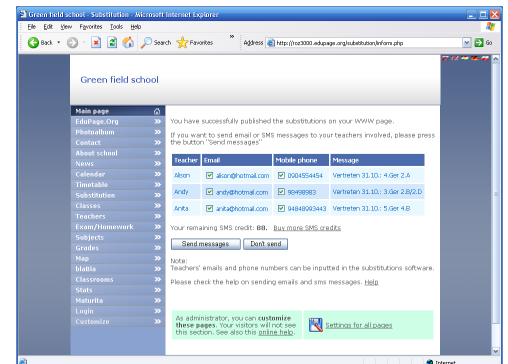 Green field school - Substitution - Microsoft Internet Explorer
File Edit View Favorites Tools Help
Back Search Favorites » Address http://roz3000.edupage.org/substitution/inform.php Go
Green field school
Main page
EduPage.Org »
Photoalbum »
Contact »
About school »
News »
Calendar »
Timetable »
Substitution »
Classes »
Teachers »
Exam/Homework »
Subjects »
Grades »
Map »
blaBla »
Classrooms »
Stats »
Maturita »
Login »
Customize »
You have successfully published the substitutions on your WWW page.
If you want to send email or SMS messages to your teachers involved, please press
the button "Send messages"
Teacher Email Mobile phone Message
Alison alison@hotmail.com 0904554454 Vertreten 31.10.: 4.Ger 2.A
Andy andy@hotmail.com 98498983 Vertreten 31.10.: 3.Ger 2.B/2.D
Anita anita@hotmail.com 94848993443 Vertreten 31.10.: 5.Ger 4.B
Your remaining SMS credit: 88. Buy more SMS credits
Send messages Don't send
Note:
Teachers' emails and phone numbers can be inputted in the substitutions software.
Please check the help on sending emails and sms messages. Help
As administrator, you can customize
these pages. Your visitors will not see
this section. See also this online help.
Settings for all pages
Internet